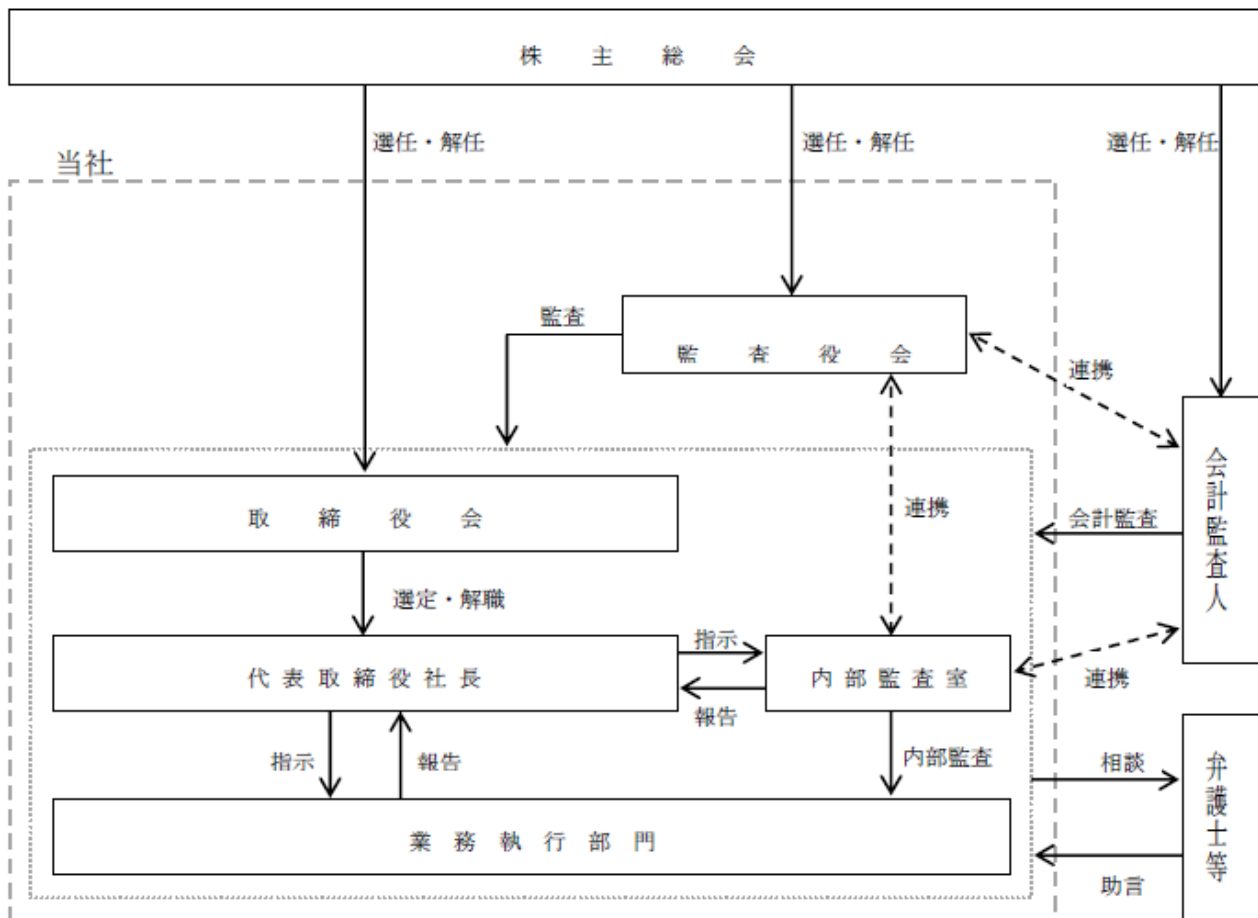 株主総会
選任・解任
選任・解任
選任・解任
当社
監査
監査役会
連携
連携
会計監査人
取締役会
会計監査
選定・解職
代表取締役社長
指示
報告
内部監査室
連携
指示
報告
内部監査
相談
助言
弁護士等
業務執行部門